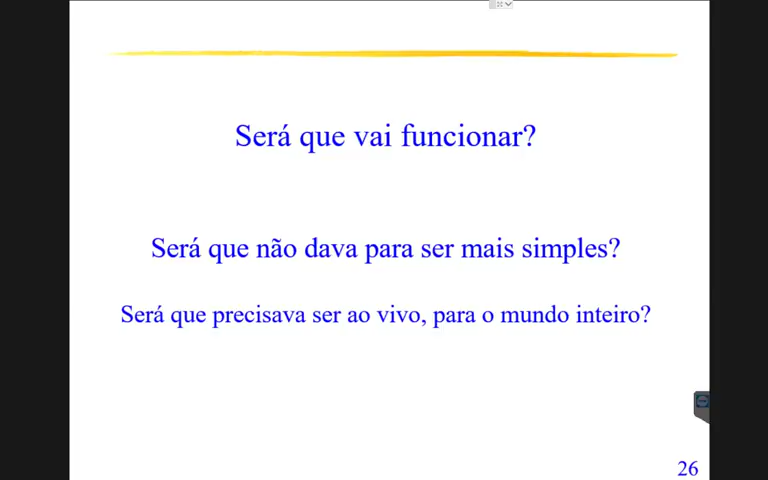 Será que vai funcionar?
Será que não dava para ser mais simples?
Será que precisava ser ao vivo, para o mundo inteiro?
26